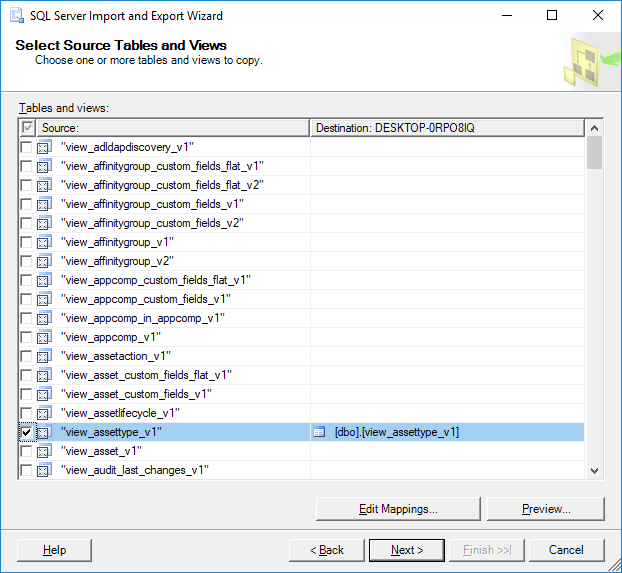 SQL Server Import and Export Wizard
Select Source Tables and Views
Choose one or more tables and views to copy.
Tables and views:
Source: Destination: DESKTOP-0RPO8IQ
"view_adldapdiscovery_v1"
"view_affinitygroup_custom_fields_flat_v1"
"view_affinitygroup_custom_fields_flat_v2"
"view_affinitygroup_custom_fields_v1"
"view_affinitygroup_custom_fields_v2"
"view_affinitygroup_v1"
"view_affinitygroup_v2"
"view_appcomp_custom_fields_flat_v1"
"view_appcomp_custom_fields_v1"
"view_appcomp_in_appcomp_v1"
"view_appcomp_v1"
"view_assetaction_v1"
"view_asset_custom_fields_flat_v1"
"view_asset_custom_fields_v1"
"view_assetlifecycle_v1"
"view_assettype_v1" [dbo].[view_assettype_v1]
"view_asset_v1"
"view_audit_last_changes_v1"
Edit Mappings... Preview...
Help < Back Next > Finish >>| Cancel